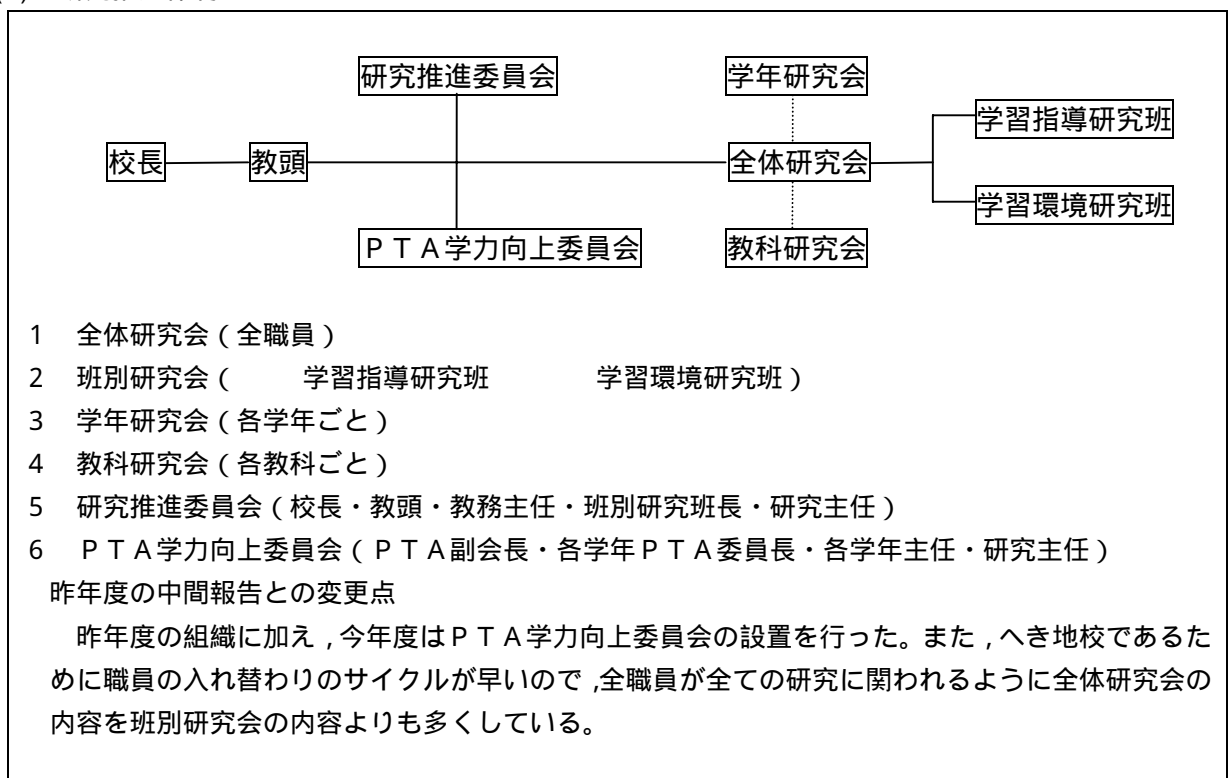 研究推進委員会 学年研究会
学習指導研究班
校長 教頭 全体研究会
学習環境研究班
PTA学力向上委員会 教科研究会
1 全体研究会(全職員)
2 班別研究会( 学習指導研究班 学習環境研究班)
3 学年研究会(各学年ごと)
4 教科研究会(各教科ごと)
5 研究推進委員会(校長・教頭・教務主任・班別研究班長・研究主任)
6 PTA学力向上委員会(PTA副会長・各学年PTA委員長・各学年主任・研究主任)
昨年度の中間報告との変更点
昨年度の組織に加え,今年度はPTA学力向上委員会の設置を行った。また,へき地校であるた
めに職員の入れ替わりのサイクルが早いので,全職員が全ての研究に関われるように全体研究会の
内容を班別研究会の内容よりも多くしている。